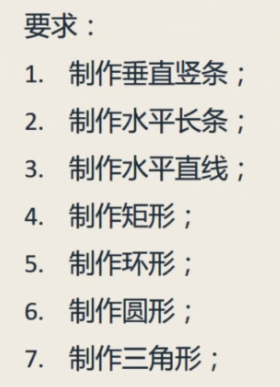 要求：
1. 制作垂直竖条；
2. 制作水平长条；
3. 制作水平直线；
4. 制作矩形；
5. 制作环形；
6. 制作圆形；
7. 制作三角形；